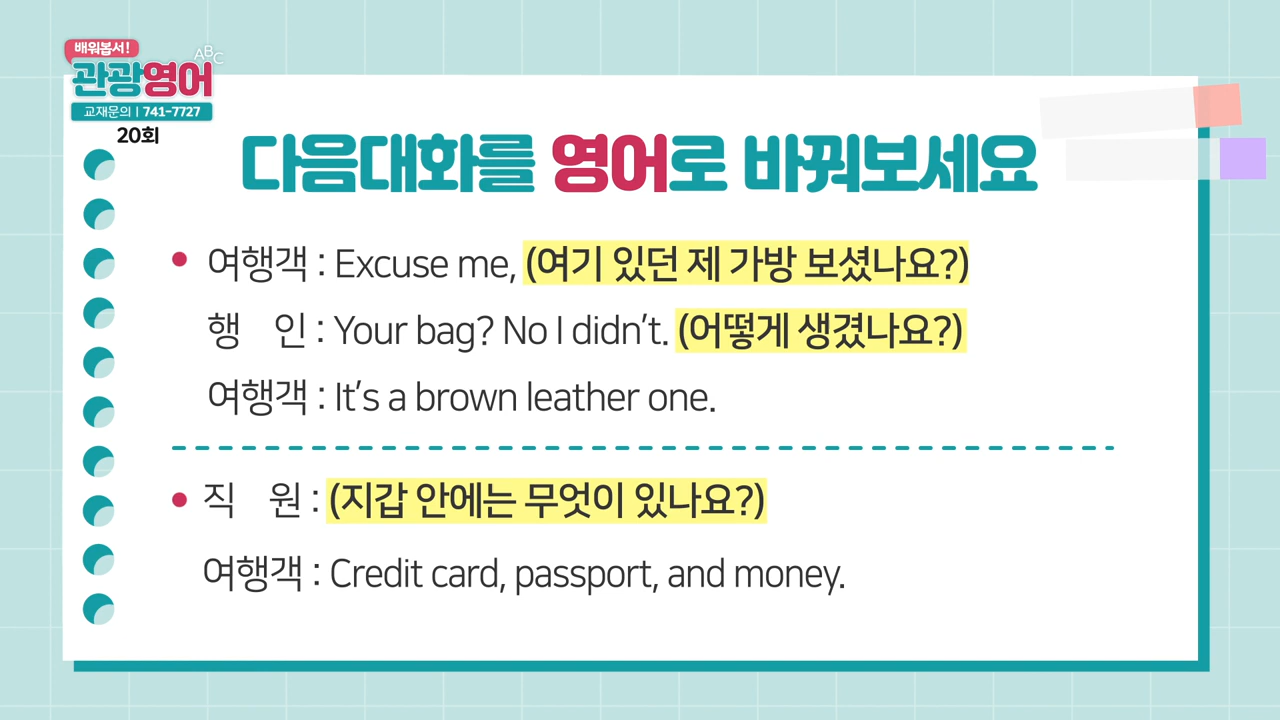 배워봅서!
ABC
관광영어
교재문의 | 741-7727
20회
다음대화를 영어로 바꿔보세요
여행객 : Excuse me, (여기 있던 제 가방 보셨나요?)
행 인 : Your bag? No I didn't. (어떻게 생겼나요?)
여행객 : It's a brown leather one.
직 원 : (지갑 안에는 무엇이 있나요?)
여행객 : Credit card, passport, and money.